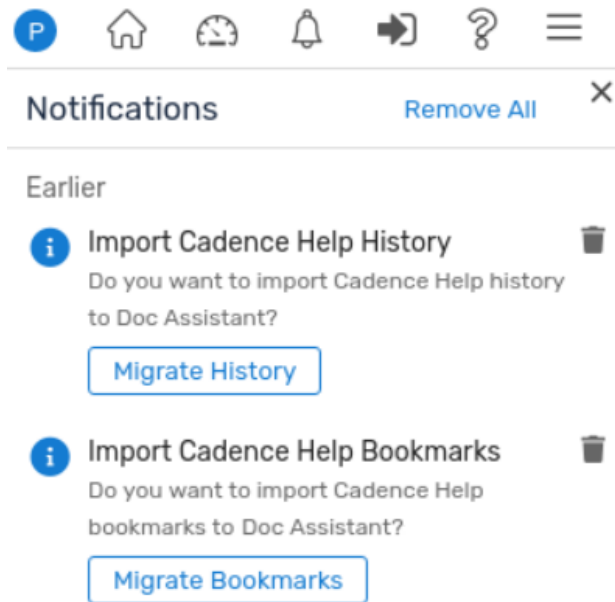 P
Notifications
Remove All
Earlier
Import Cadence Help History
Do you want to import Cadence Help history
to Doc Assistant?
Migrate History
Import Cadence Help Bookmarks
Do you want to import Cadence Help
bookmarks to Doc Assistant?
Migrate Bookmarks